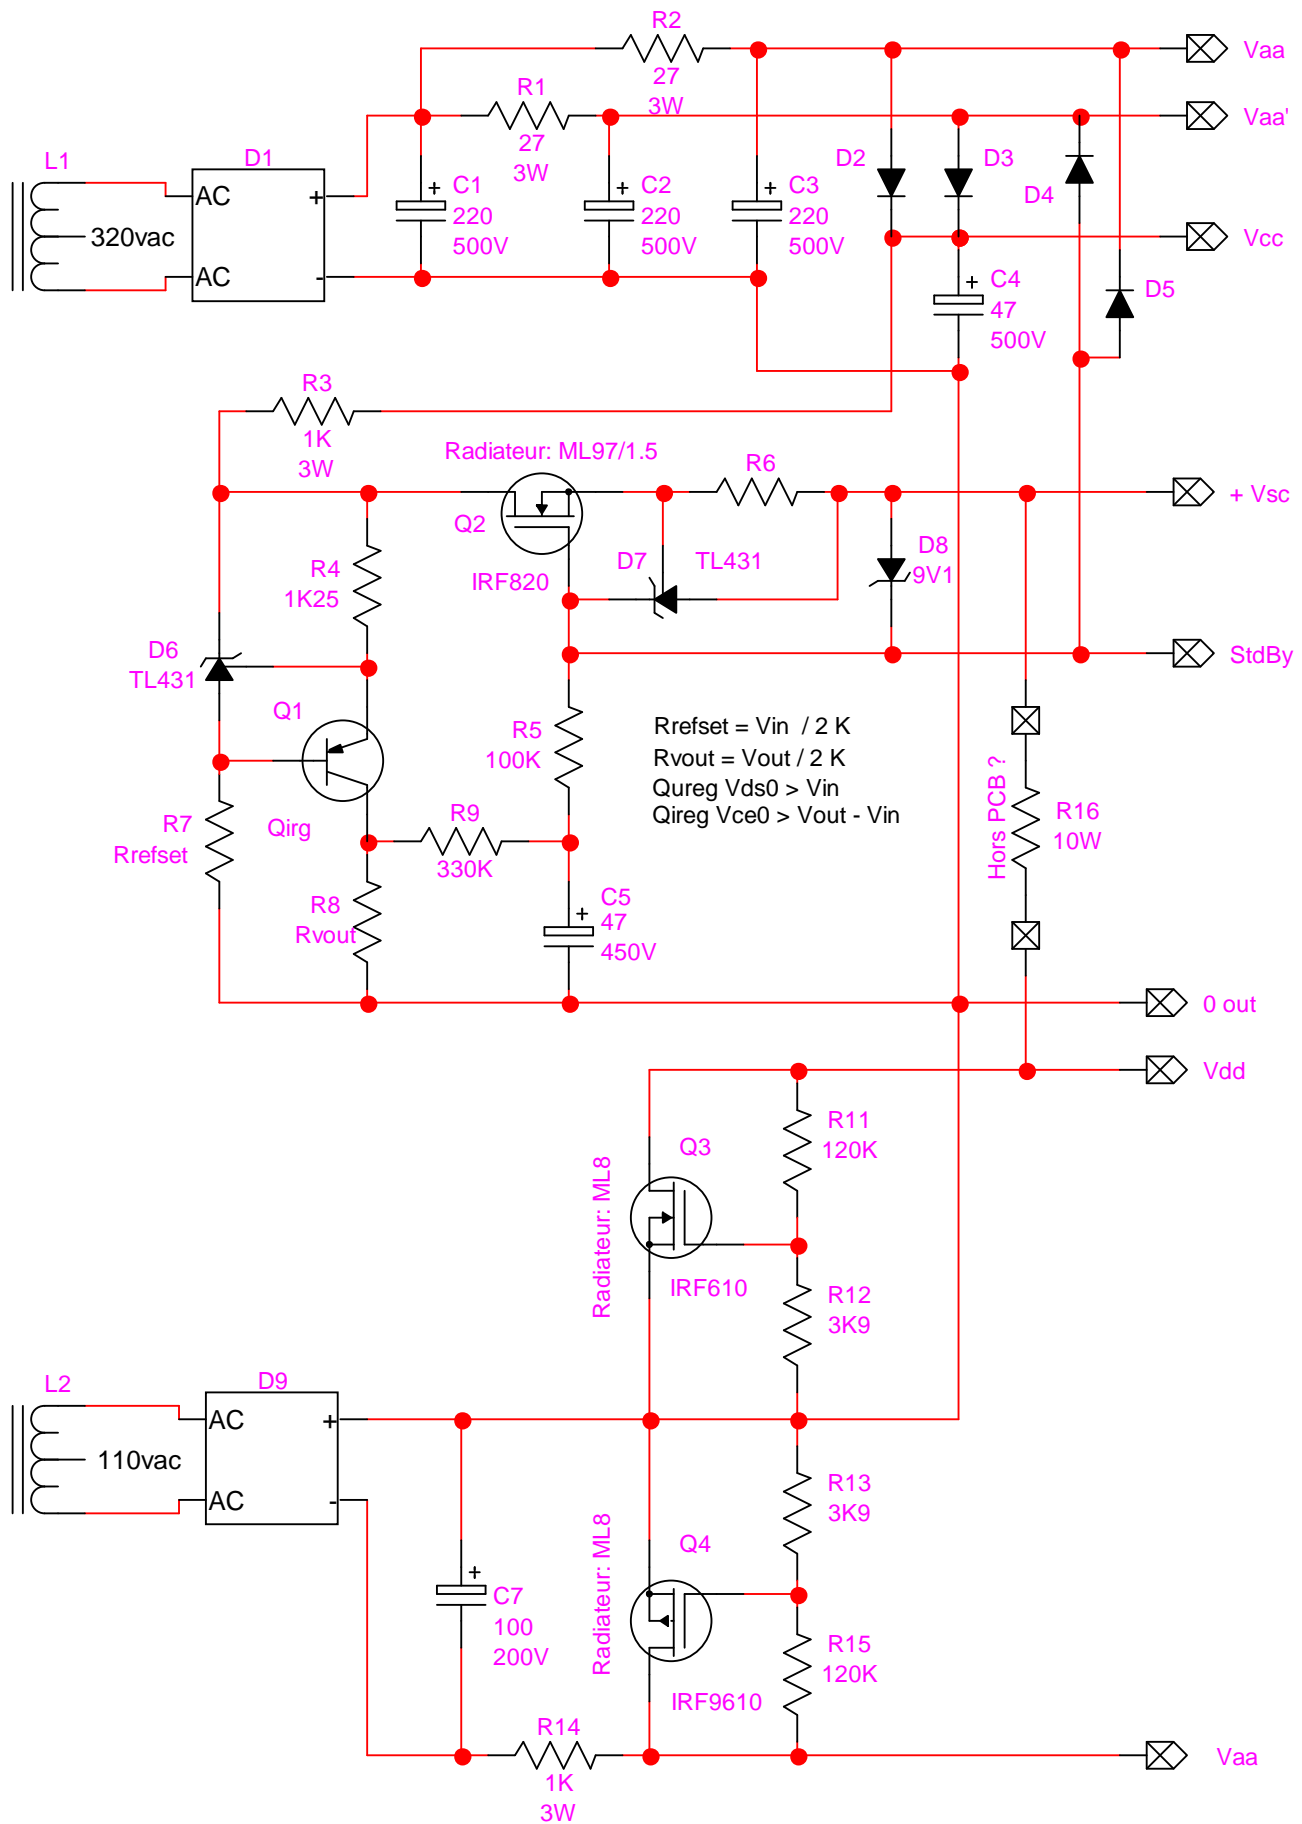 R2
27
3W
Vaa
R1
27
3W
Vaa'
L1
320vac
D1
AC
AC
+
-
+
C1
220
500V
+
C2
220
500V
+
C3
220
500V
D2
D3
D4
D5
Vcc
+
C4
47
500V
R3
1K
3W
Radiateur: ML97/1.5
Q2
IRF820
R6
+ Vsc
D7
TL431
D8
9V1
R4
1K25
D6
TL431
StdBy
Q1
Qirg
R5
100K
Rrefset = Vin / 2 K
Rvout = Vout / 2 K
Qureg Vds0 > Vin
Qireg Vce0 > Vout - Vin
Hors PCB ?
R16
10W
R7
Rrefset
R9
330K
R8
Rvout
+
C5
47
450V
0 out
Vdd
R11
120K
Q3
Radiateur: ML8
IRF610
R12
3K9
L2
110vac
D9
AC
AC
+
-
R13
3K9
Q4
Radiateur: ML8
IRF9610
+
C7
100
200V
R15
120K
R14
1K
3W
Vaa